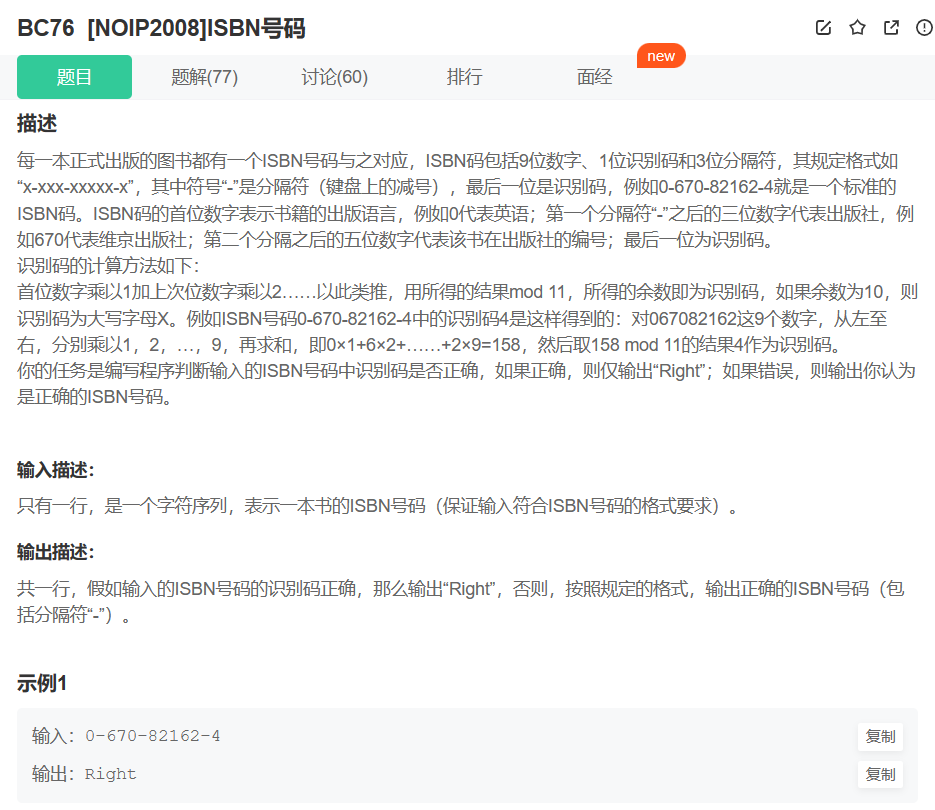 BC76 [NOIP2008]ISBN号码
题目
题解(77)
讨论(60)
排行
面经
new
描述
每一本正式出版的图书都有一个ISBN号码与之对应，ISBN码包括9位数字、1位识别码和3位分隔符，其规定格式如
“x-xxx-xxxxx-x”，其中符号“-”是分隔符（键盘上的减号），最后一位是识别码，例如0-670-82162-4就是一个标准的
ISBN码。ISBN码的首位数字表示书籍的出版语言，例如0代表英语；第一个分隔符“-”之后的三位数字代表出版社，例
如670代表维京出版社；第二个分隔之后的五位数字代表该书在出版社的编号；最后一位为识别码。
识别码的计算方法如下：
首位数字乘以1加上次位数字乘以2……以此类推，用所得的结果mod 11，所得的余数即为识别码，如果余数为10，则
识别码为大写字母X。例如ISBN号码0-670-82162-4中的识别码4是这样得到的：对067082162这9个数字，从左至
右，分别乘以1，2，…，9，再求和，即0×1+6×2+……+2×9=158，然后取158 mod 11的结果4作为识别码。
你的任务是编写程序判断输入的ISBN号码中识别码是否正确，如果正确，则仅输出“Right”；如果错误，则输出你认为
是正确的ISBN号码。
输入描述：
只有一行，是一个字符序列，表示一本书的ISBN号码（保证输入符合ISBN号码的格式要求）。
输出描述：
共一行，假如输入的ISBN号码的识别码正确，那么输出“Right”，否则，按照规定的格式，输出正确的ISBN号码（包
括分隔符“-”）。
示例1
输入：0-670-82162-4
复制
输出：Right
复制